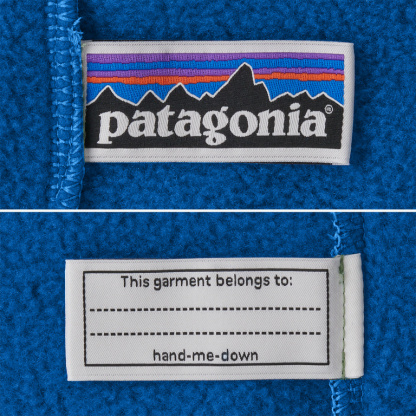 patagonia®
This garment belongs to:
hand-me-down